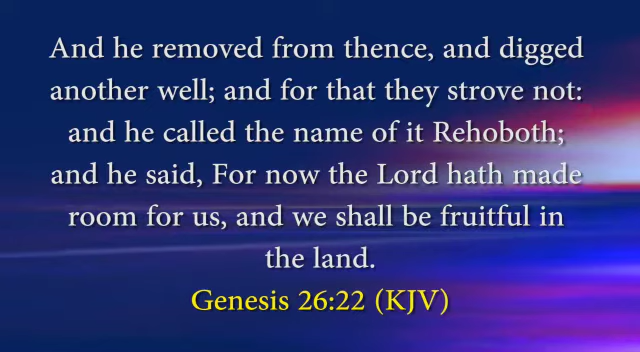 And he removed from thence, and digged
another well; and for that they strove not:
and he called the name of it Rehoboth;
and he said, For now the Lord hath made
room for us, and we shall be fruitful in
the land.
Genesis 26:22 (KJV)